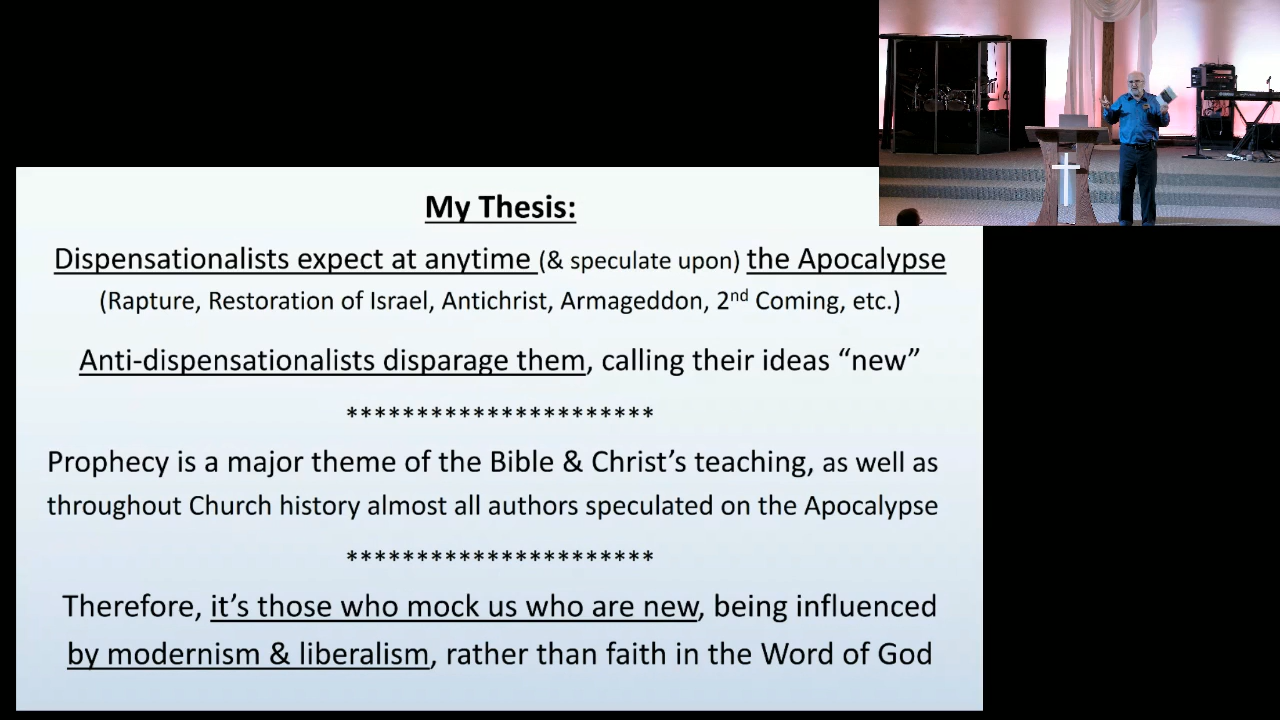 My Thesis:
Dispensationalists expect at anytime (& speculate upon) the Apocalypse
(Rapture, Restoration of Israel, Antichrist, Armageddon, 2nd Coming, etc.)
Anti-dispensationalists disparage them, calling their ideas “new”
**********************
Prophecy is a major theme of the Bible & Christ’s teaching, as well as
throughout Church history almost all authors speculated on the Apocalypse
**********************
Therefore, it’s those who mock us who are new, being influenced
by modernism & liberalism, rather than faith in the Word of God